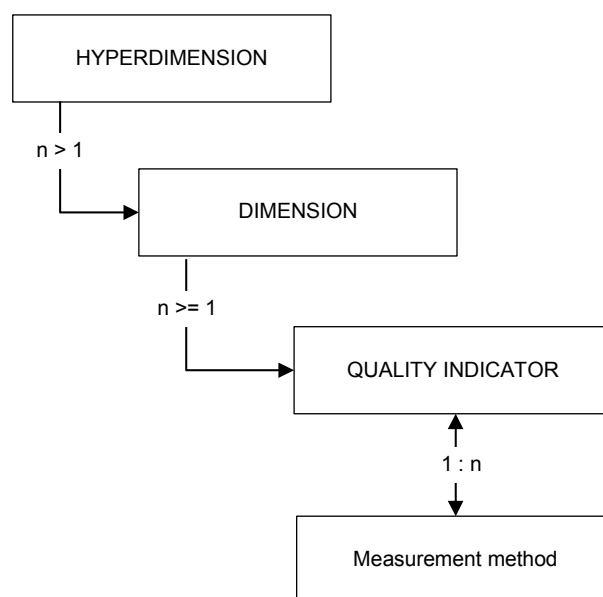 HYPERDIMENSION
n > 1
DIMENSION
n >= 1
QUALITY INDICATOR
1 : n
Measurement method